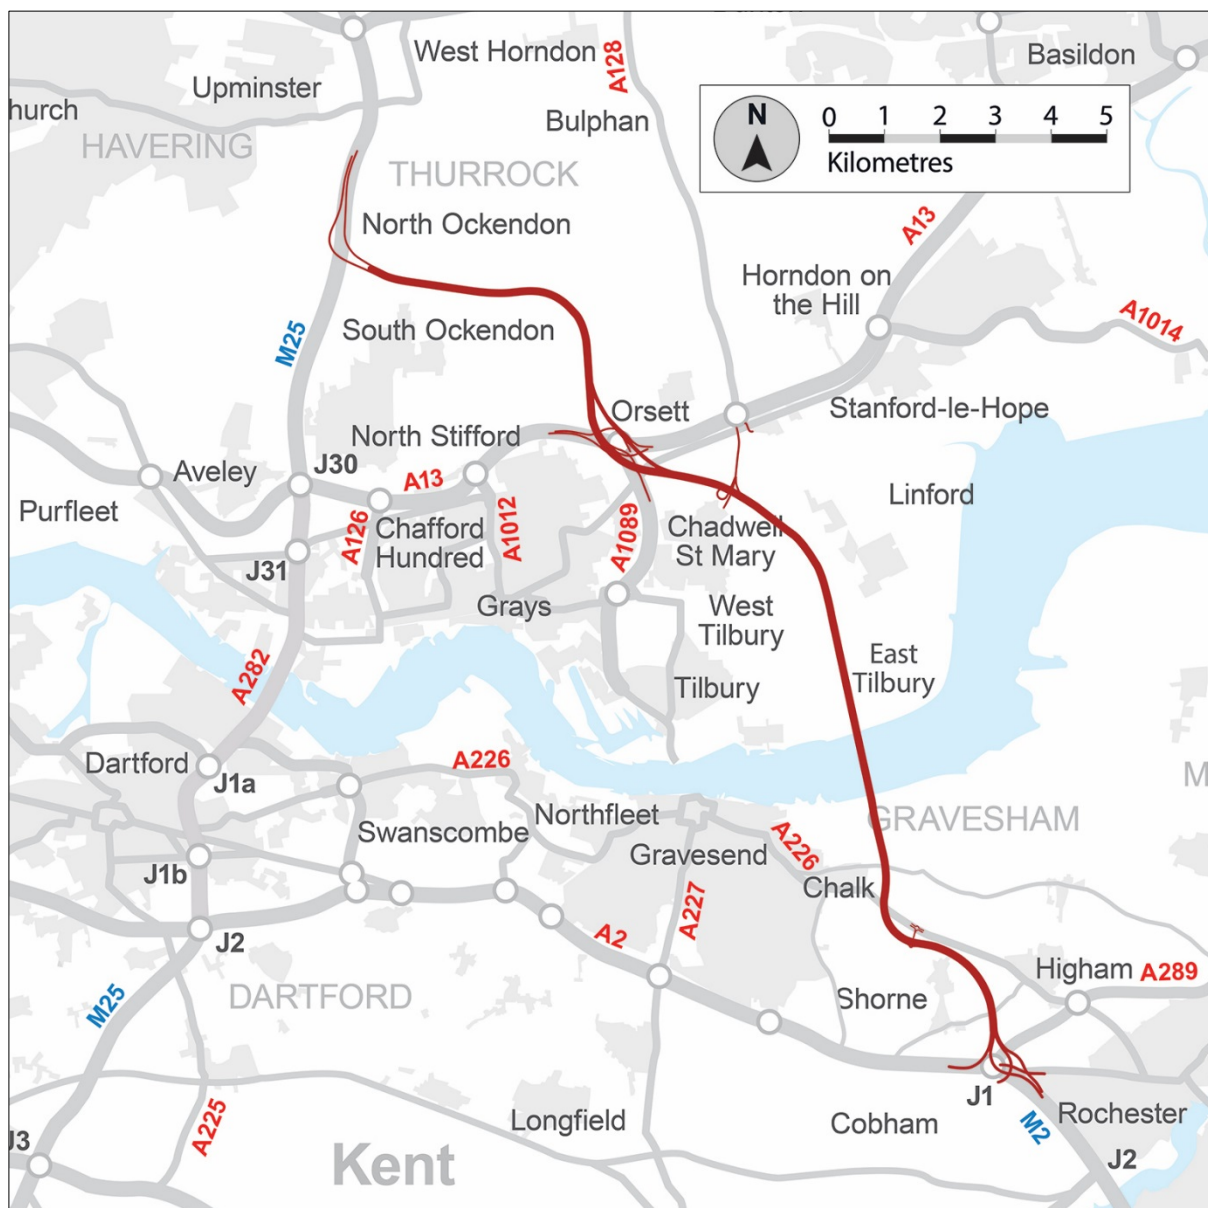 West Horndon
A128
Basildon
Upminster
hurch
Bulphan
HAVERING
THURROCK
N
0 1 2 3 4 5
Kilometres
North Ockendon
A13
Horndon on
the Hill
A1014
M25
South Ockendon
Orsett
Stanford-le-Hope
North Stifford
Aveley
J30
A13
Linford
Purfleet
A126
Chafford
Hundred
A1012
A1089
Chadwell
St Mary
J31
Grays
West
Tilbury
A282
East
Tilbury
Tilbury
Dartford
J1a
A226
M
Northfleet
GRAVESHAM
Swanscombe
Gravesend
A226
J1b
Chalk
A227
J2
A2
Higham
A289
DARTFORD
M25
Shorne
J1
A225
Longfield
Cobham
M2
Rochester
J3
Kent
J2